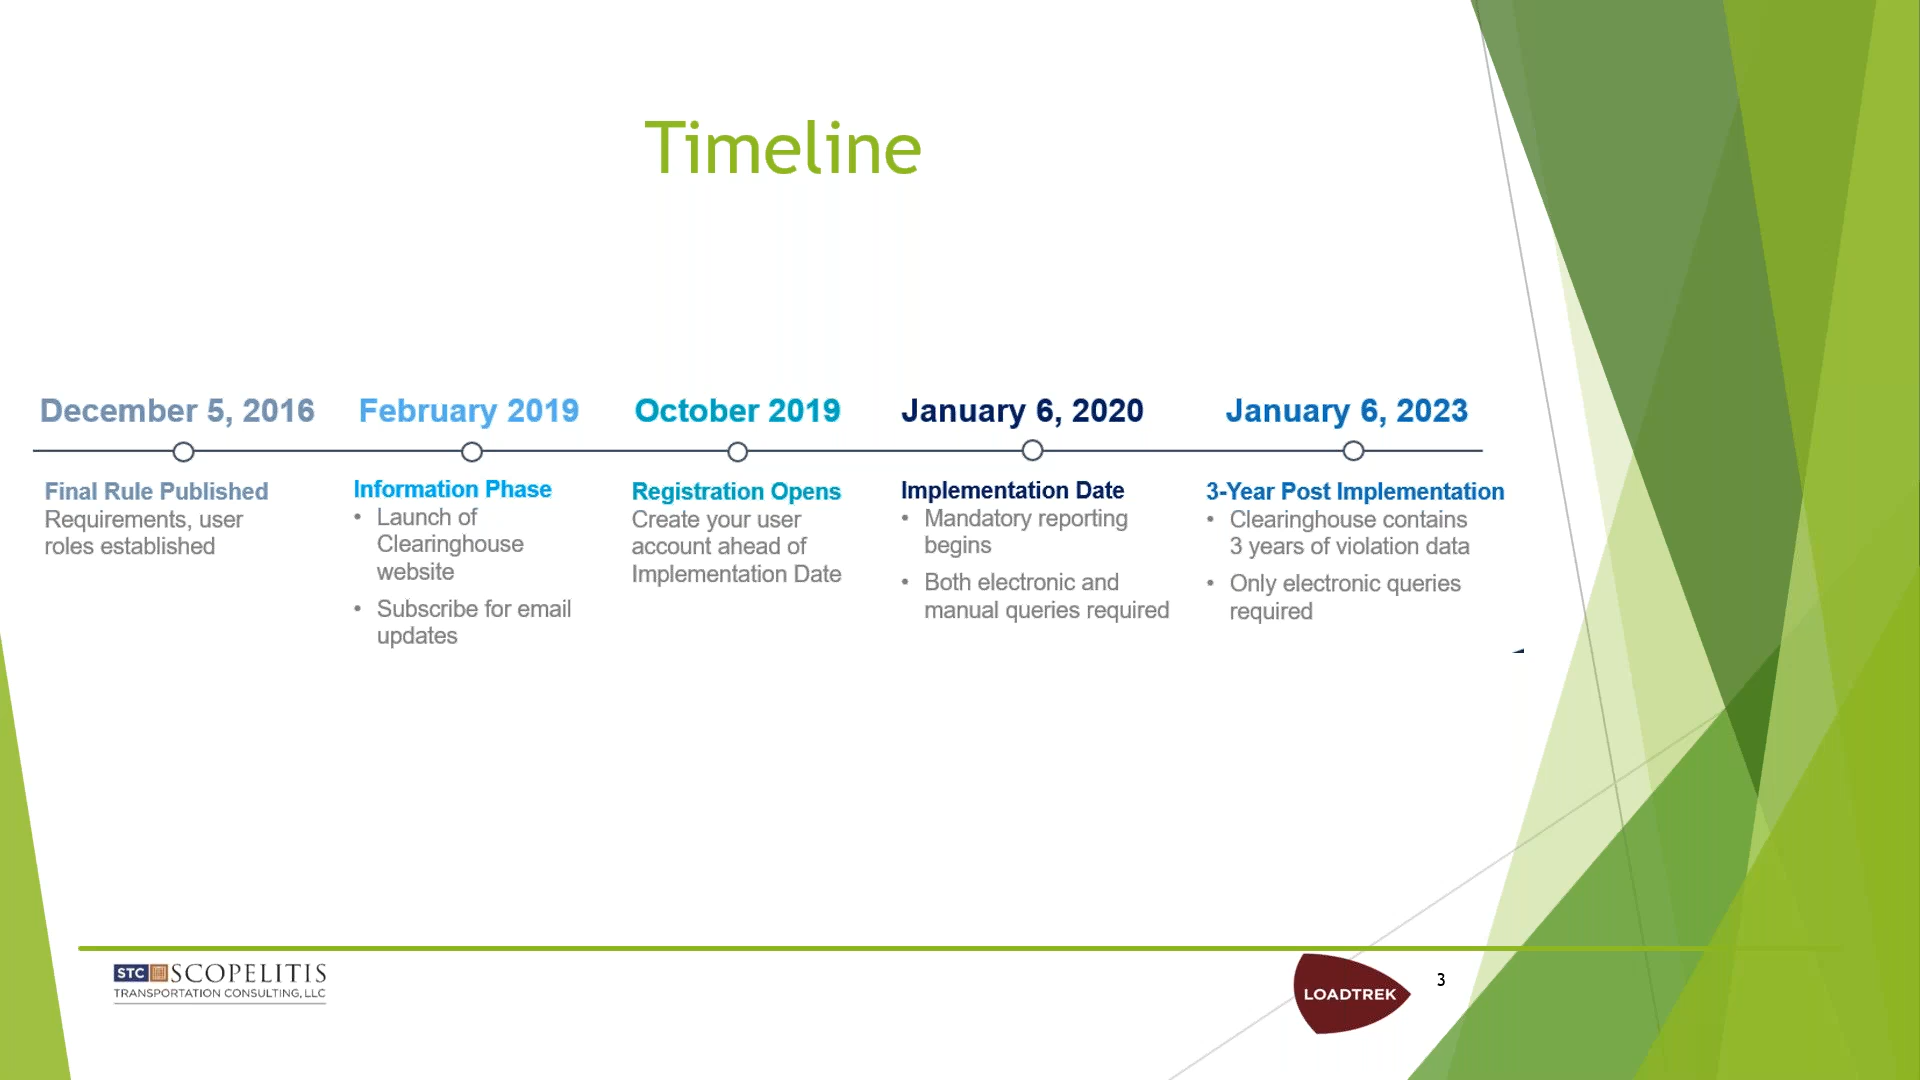 Timeline
December 5, 2016
Final Rule Published
Requirements, user
roles established
February 2019
Information Phase
• Launch of
Clearinghouse
website
• Subscribe for email
updates
October 2019
Registration Opens
Create your user
account ahead of
Implementation Date
January 6, 2020
Implementation Date
• Mandatory reporting
begins
• Both electronic and
manual queries required
January 6, 2023
3-Year Post Implementation
• Clearinghouse contains
3 years of violation data
• Only electronic queries
required
STC SCOPELITIS
TRANSPORTATION CONSULTING, LLC
LOADTREK
3